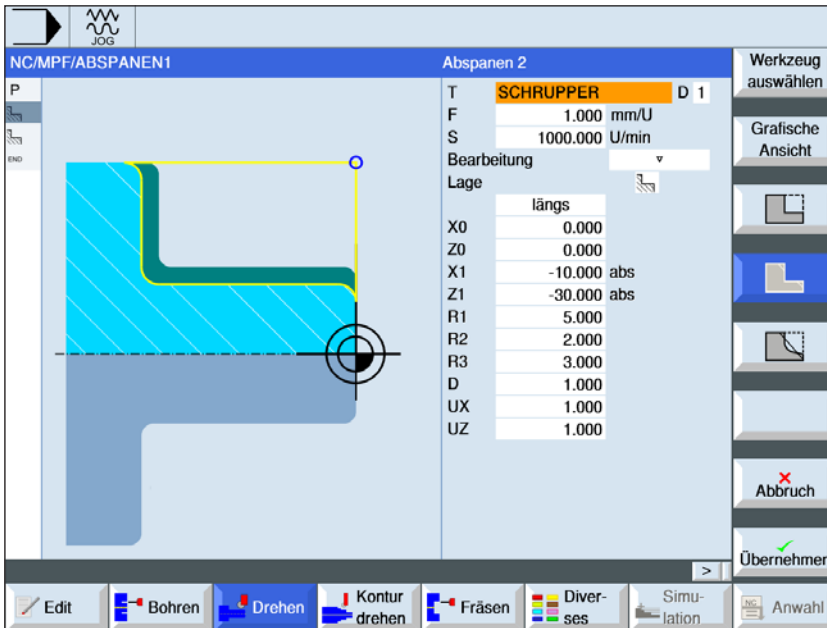 JOG
NC/MPF/ABSPANEN1
Abspanen 2
P
END
T SCHRUPPER D 1
F 1.000 mm/U
S 1000.000 U/min
Bearbeitung ▿
Lage
längs
X0 0.000
Z0 0.000
X1 -10.000 abs
Z1 -30.000 abs
R1 5.000
R2 2.000
R3 3.000
D 1.000
UX 1.000
UZ 1.000
Werkzeug
auswählen
Grafische
Ansicht
Abbruch
Übernehmen
>
Edit
Bohren
Drehen
Kontur
drehen
Fräsen
Diver-
ses
Simu-
lation
NC
Anwahl